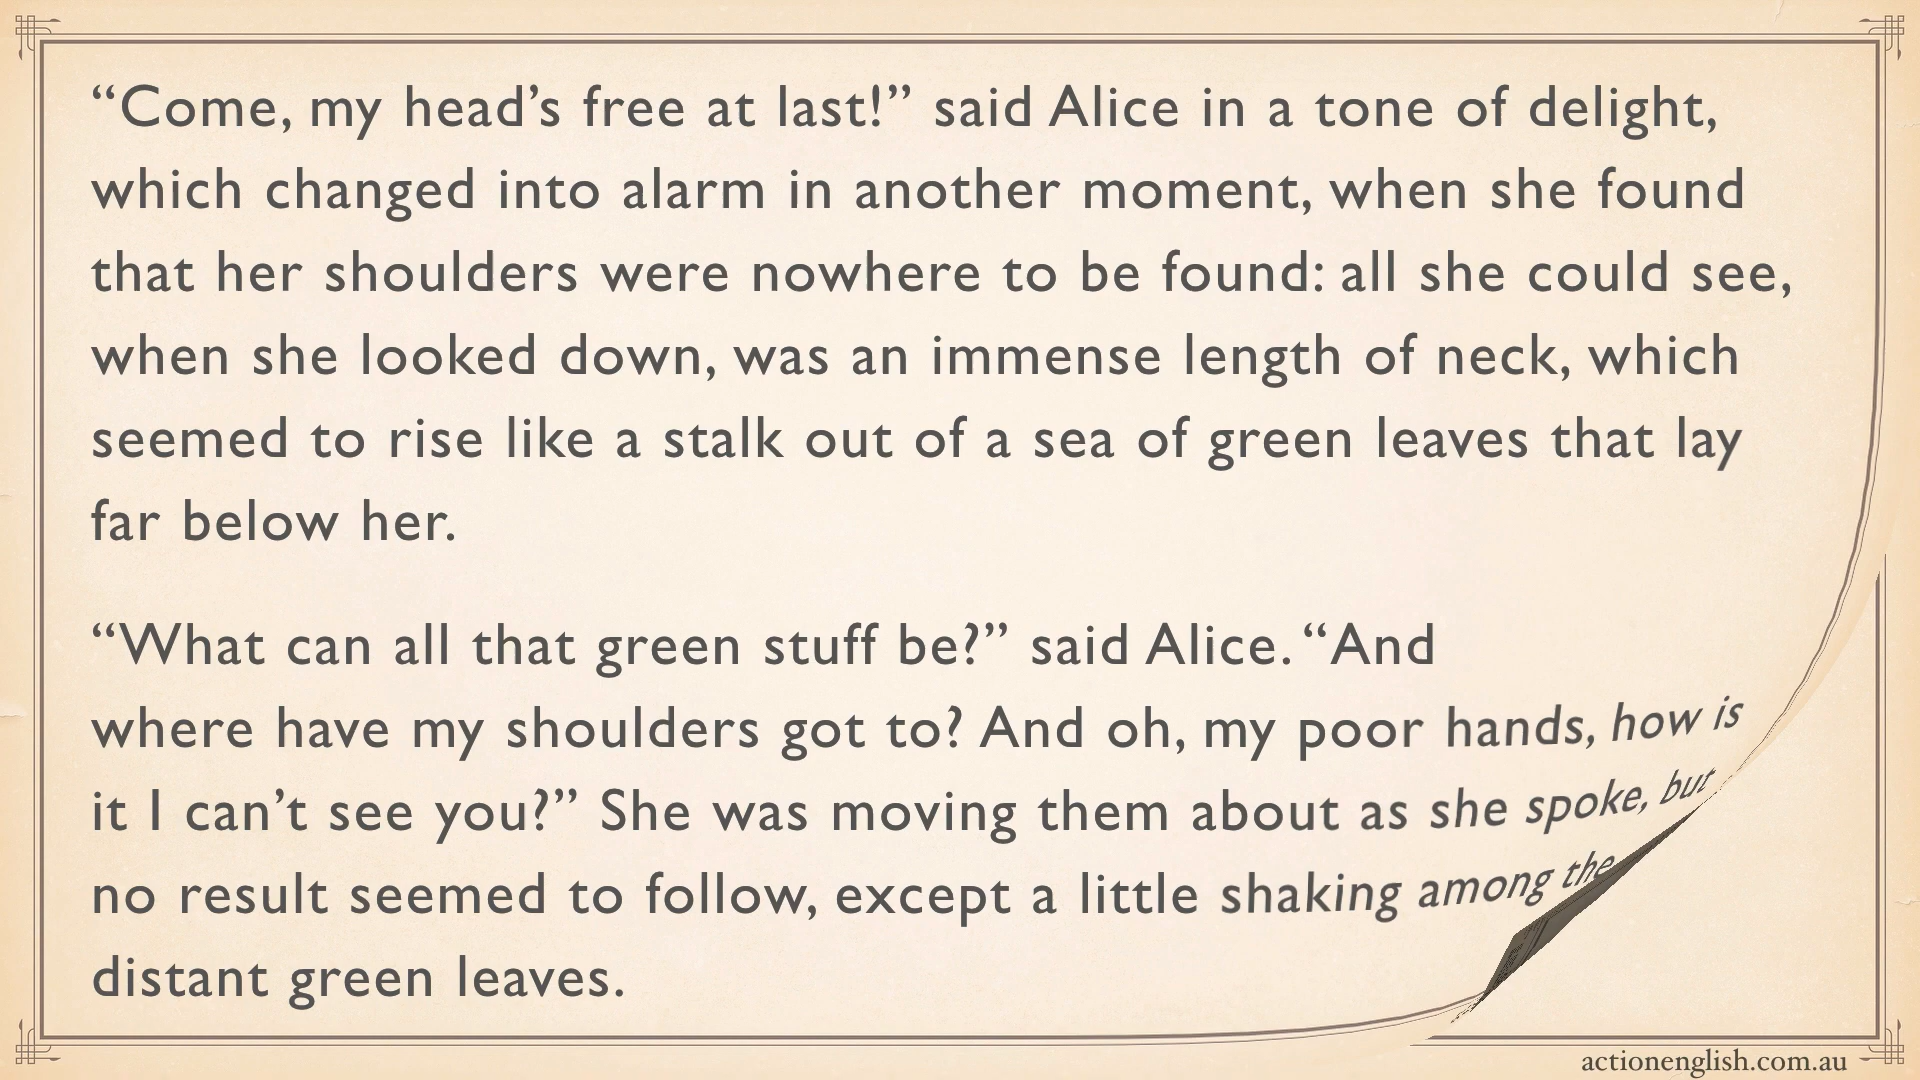 “Come, my head’s free at last!” said Alice in a tone of delight,
which changed into alarm in another moment, when she found
that her shoulders were nowhere to be found: all she could see,
when she looked down, was an immense length of neck, which
seemed to rise like a stalk out of a sea of green leaves that lay
far below her.
“What can all that green stuff be?” said Alice. “And
where have my shoulders got to? And oh, my poor hands, how is
it I can’t see you?” She was moving them about as she spoke, but
no result seemed to follow, except a little shaking among the
distant green leaves.
actionenglish.com.au